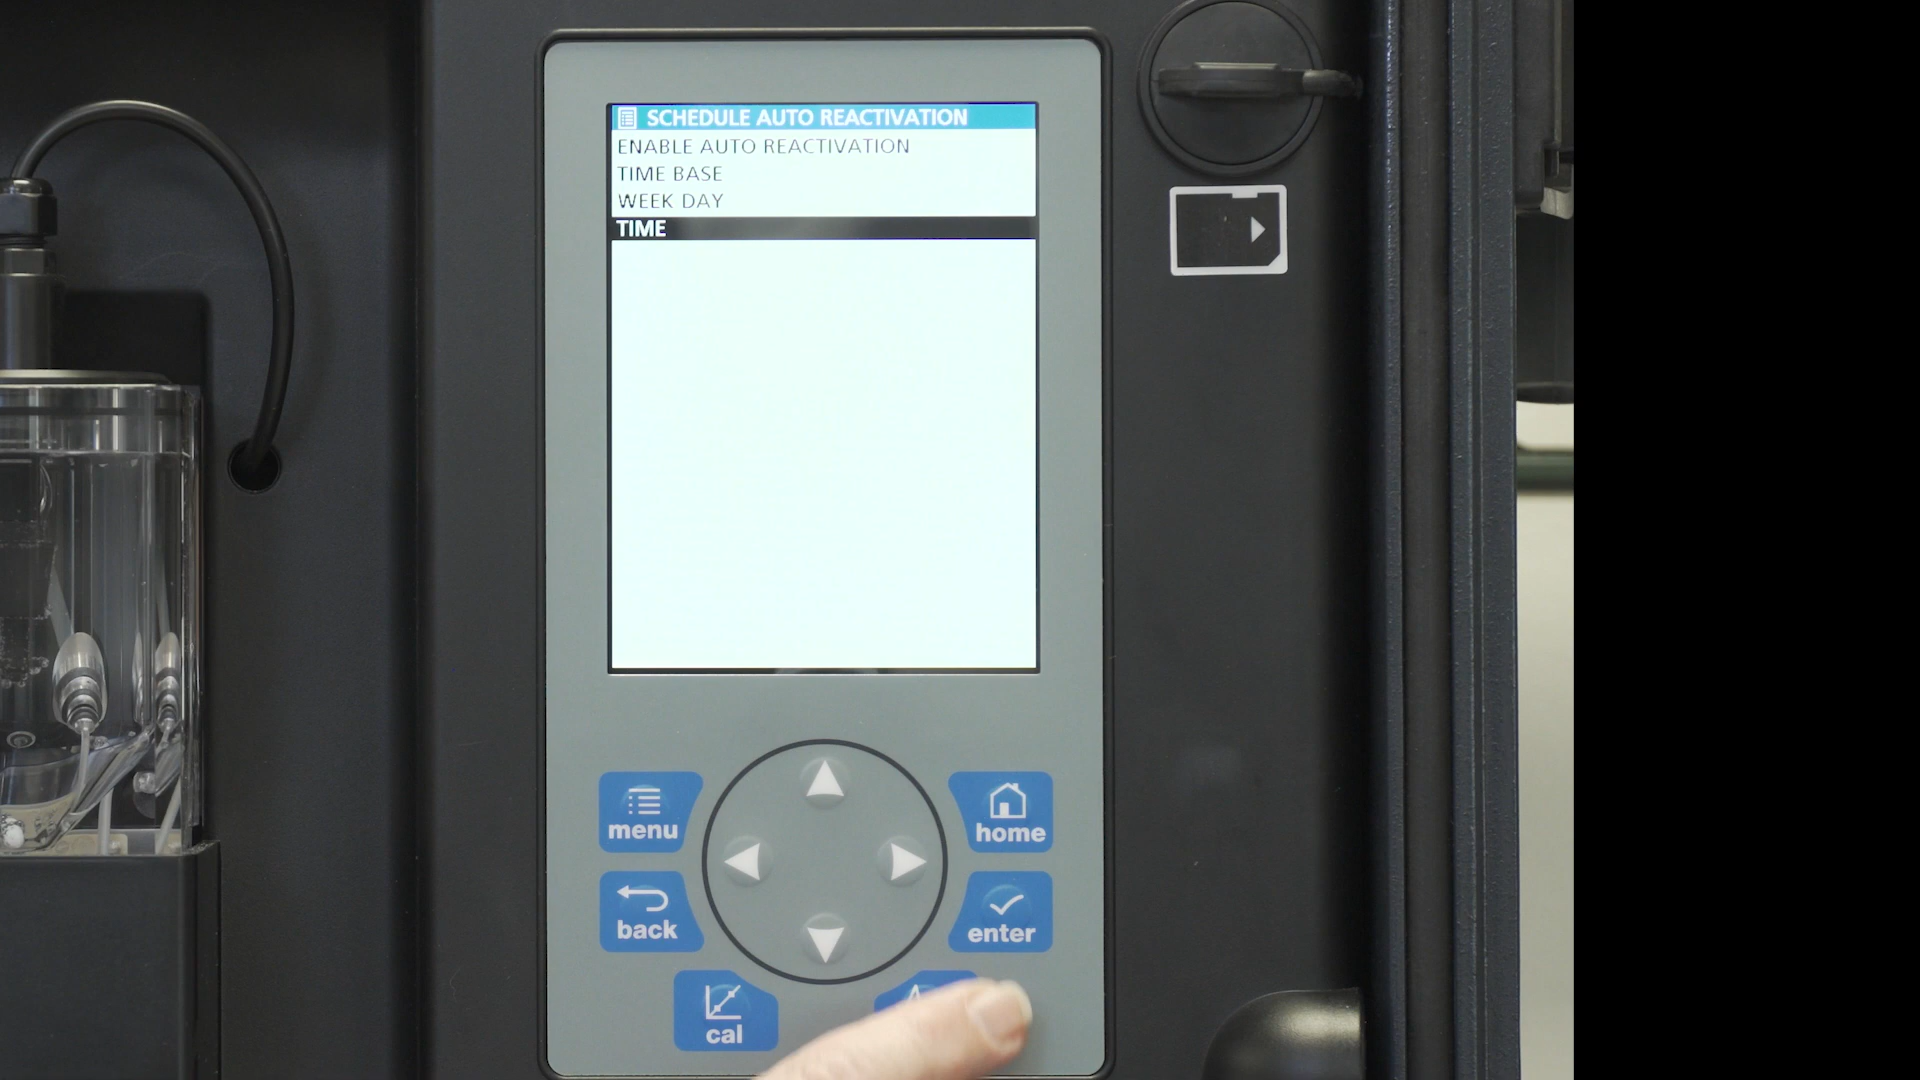 SCHEDULE AUTO REACTIVATION
ENABLE AUTO REACTIVATION
TIME BASE
WEEK DAY
TIME
menu
home
back
enter
cal